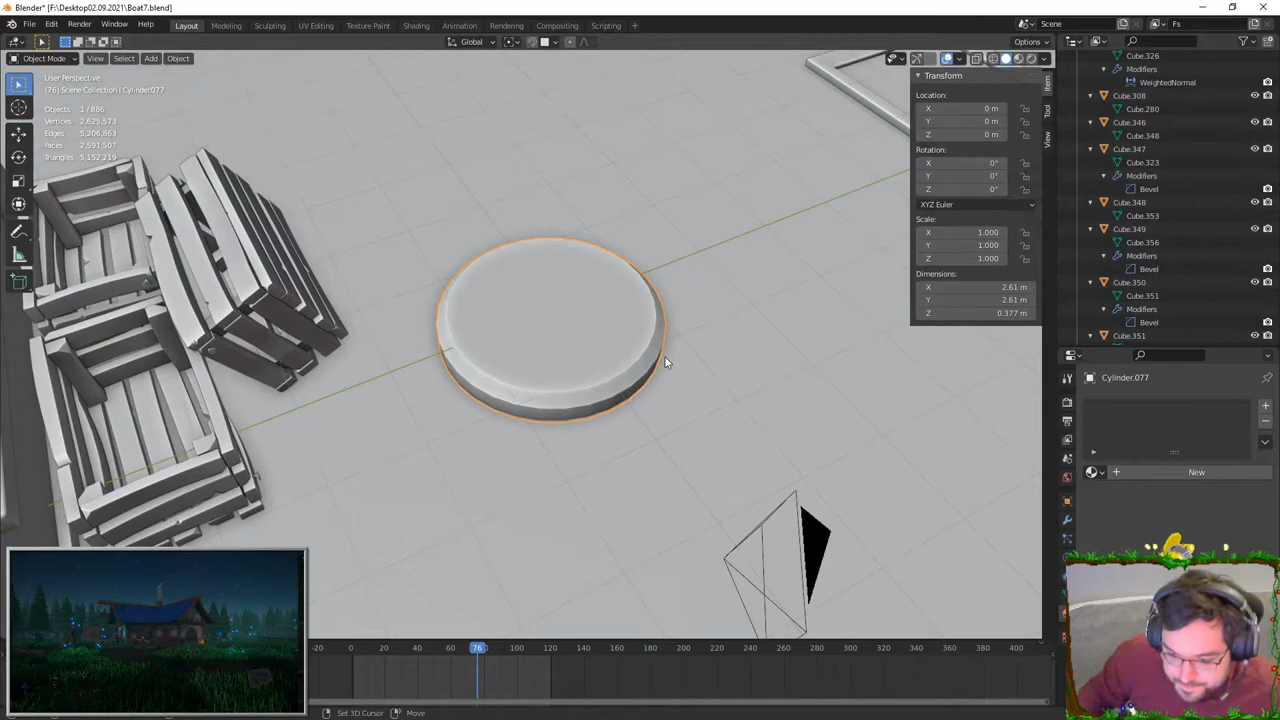 Blender* [F:\Desktop02.09.2021\Boat7.blend]
File Edit Render Window Help Layout Modeling Sculpting UV Editing Texture Paint Shading Animation Rendering Compositing Scripting + Scene Fs
Global Options
Object Mode View Select Add Object
User Perspective
(76) Scene Collection | Cylinder077
Objects 1 / 886
Vertices 2,625,573
Edges 5,206,863
Faces 2,591,507
Triangles 5,152,219
Transform
Location:
X 0 m
Y 0 m
Z 0 m
Rotation:
X 0°
Y 0°
Z 0°
XYZ Euler
Scale:
X 1.000
Y 1.000
Z 1.000
Dimensions:
X 2.61 m
Y 2.61 m
Z 0.377 m
Item
Tool
View
Cube.326
Modifiers
WeightedNormal
Cube.308
Cube.280
Cube.346
Cube.348
Cube.347
Cube.323
Modifiers
Bevel
Cube.348
Cube.353
Cube.349
Cube.356
Modifiers
Bevel
Cube.350
Cube.351
Modifiers
Bevel
Cube.351
Cylinder.077
New
-20 0 20 40 60 76 100 120 140 160 180 200 220 240 260 280 300 320 340 360 380 400
Set 3D Cursor Move